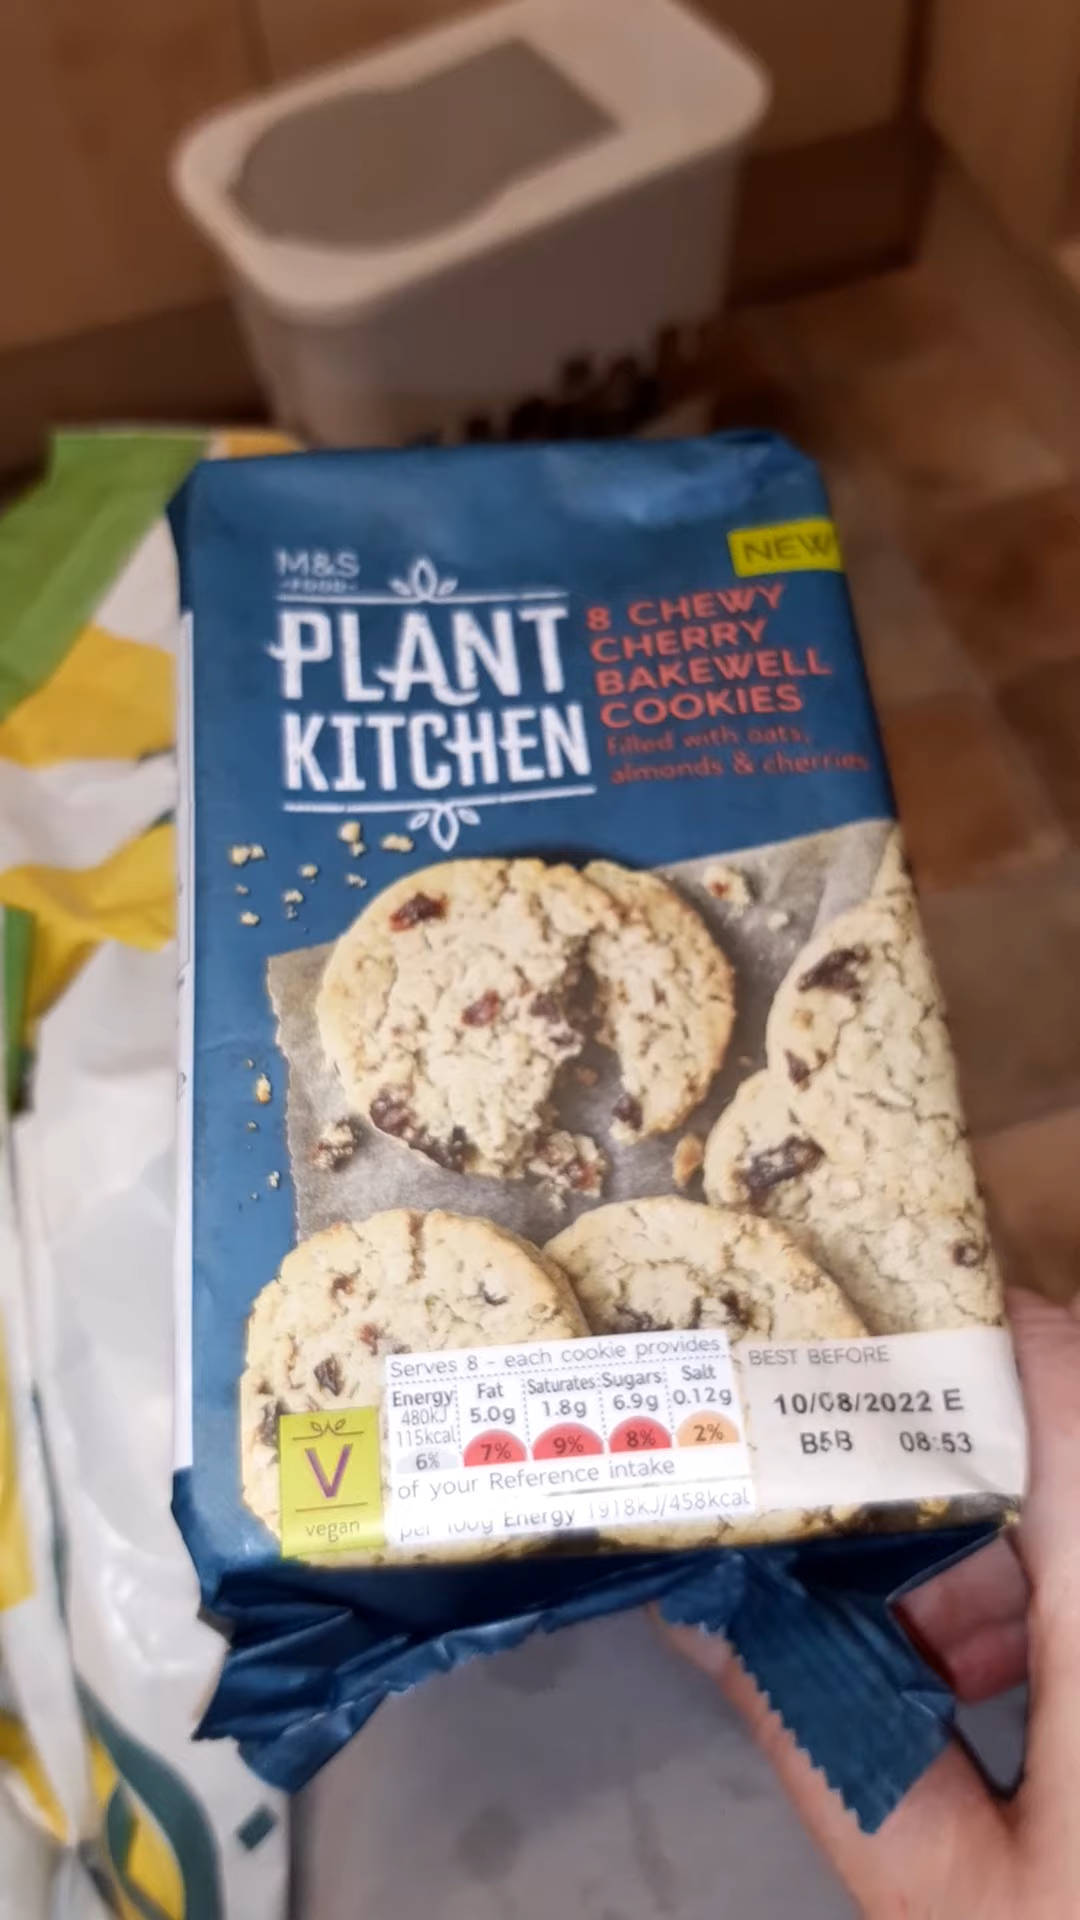 M&S
FOOD
PLANT
KITCHEN
NEW
8 CHEWY
CHERRY
BAKEWELL
COOKIES
Filled with oats,
almonds & cherries
Serves 8 - each cookie provides
Energy Fat Saturates Sugars Salt
480kJ 5.0g 1.8g 6.9g 0.12g
115kcal
6% 7% 9% 8% 2%
of your Reference intake
per 100g Energy 1918kJ/458kcal
V
vegan
BEST BEFORE
10/08/2022 E
B5B 08:53